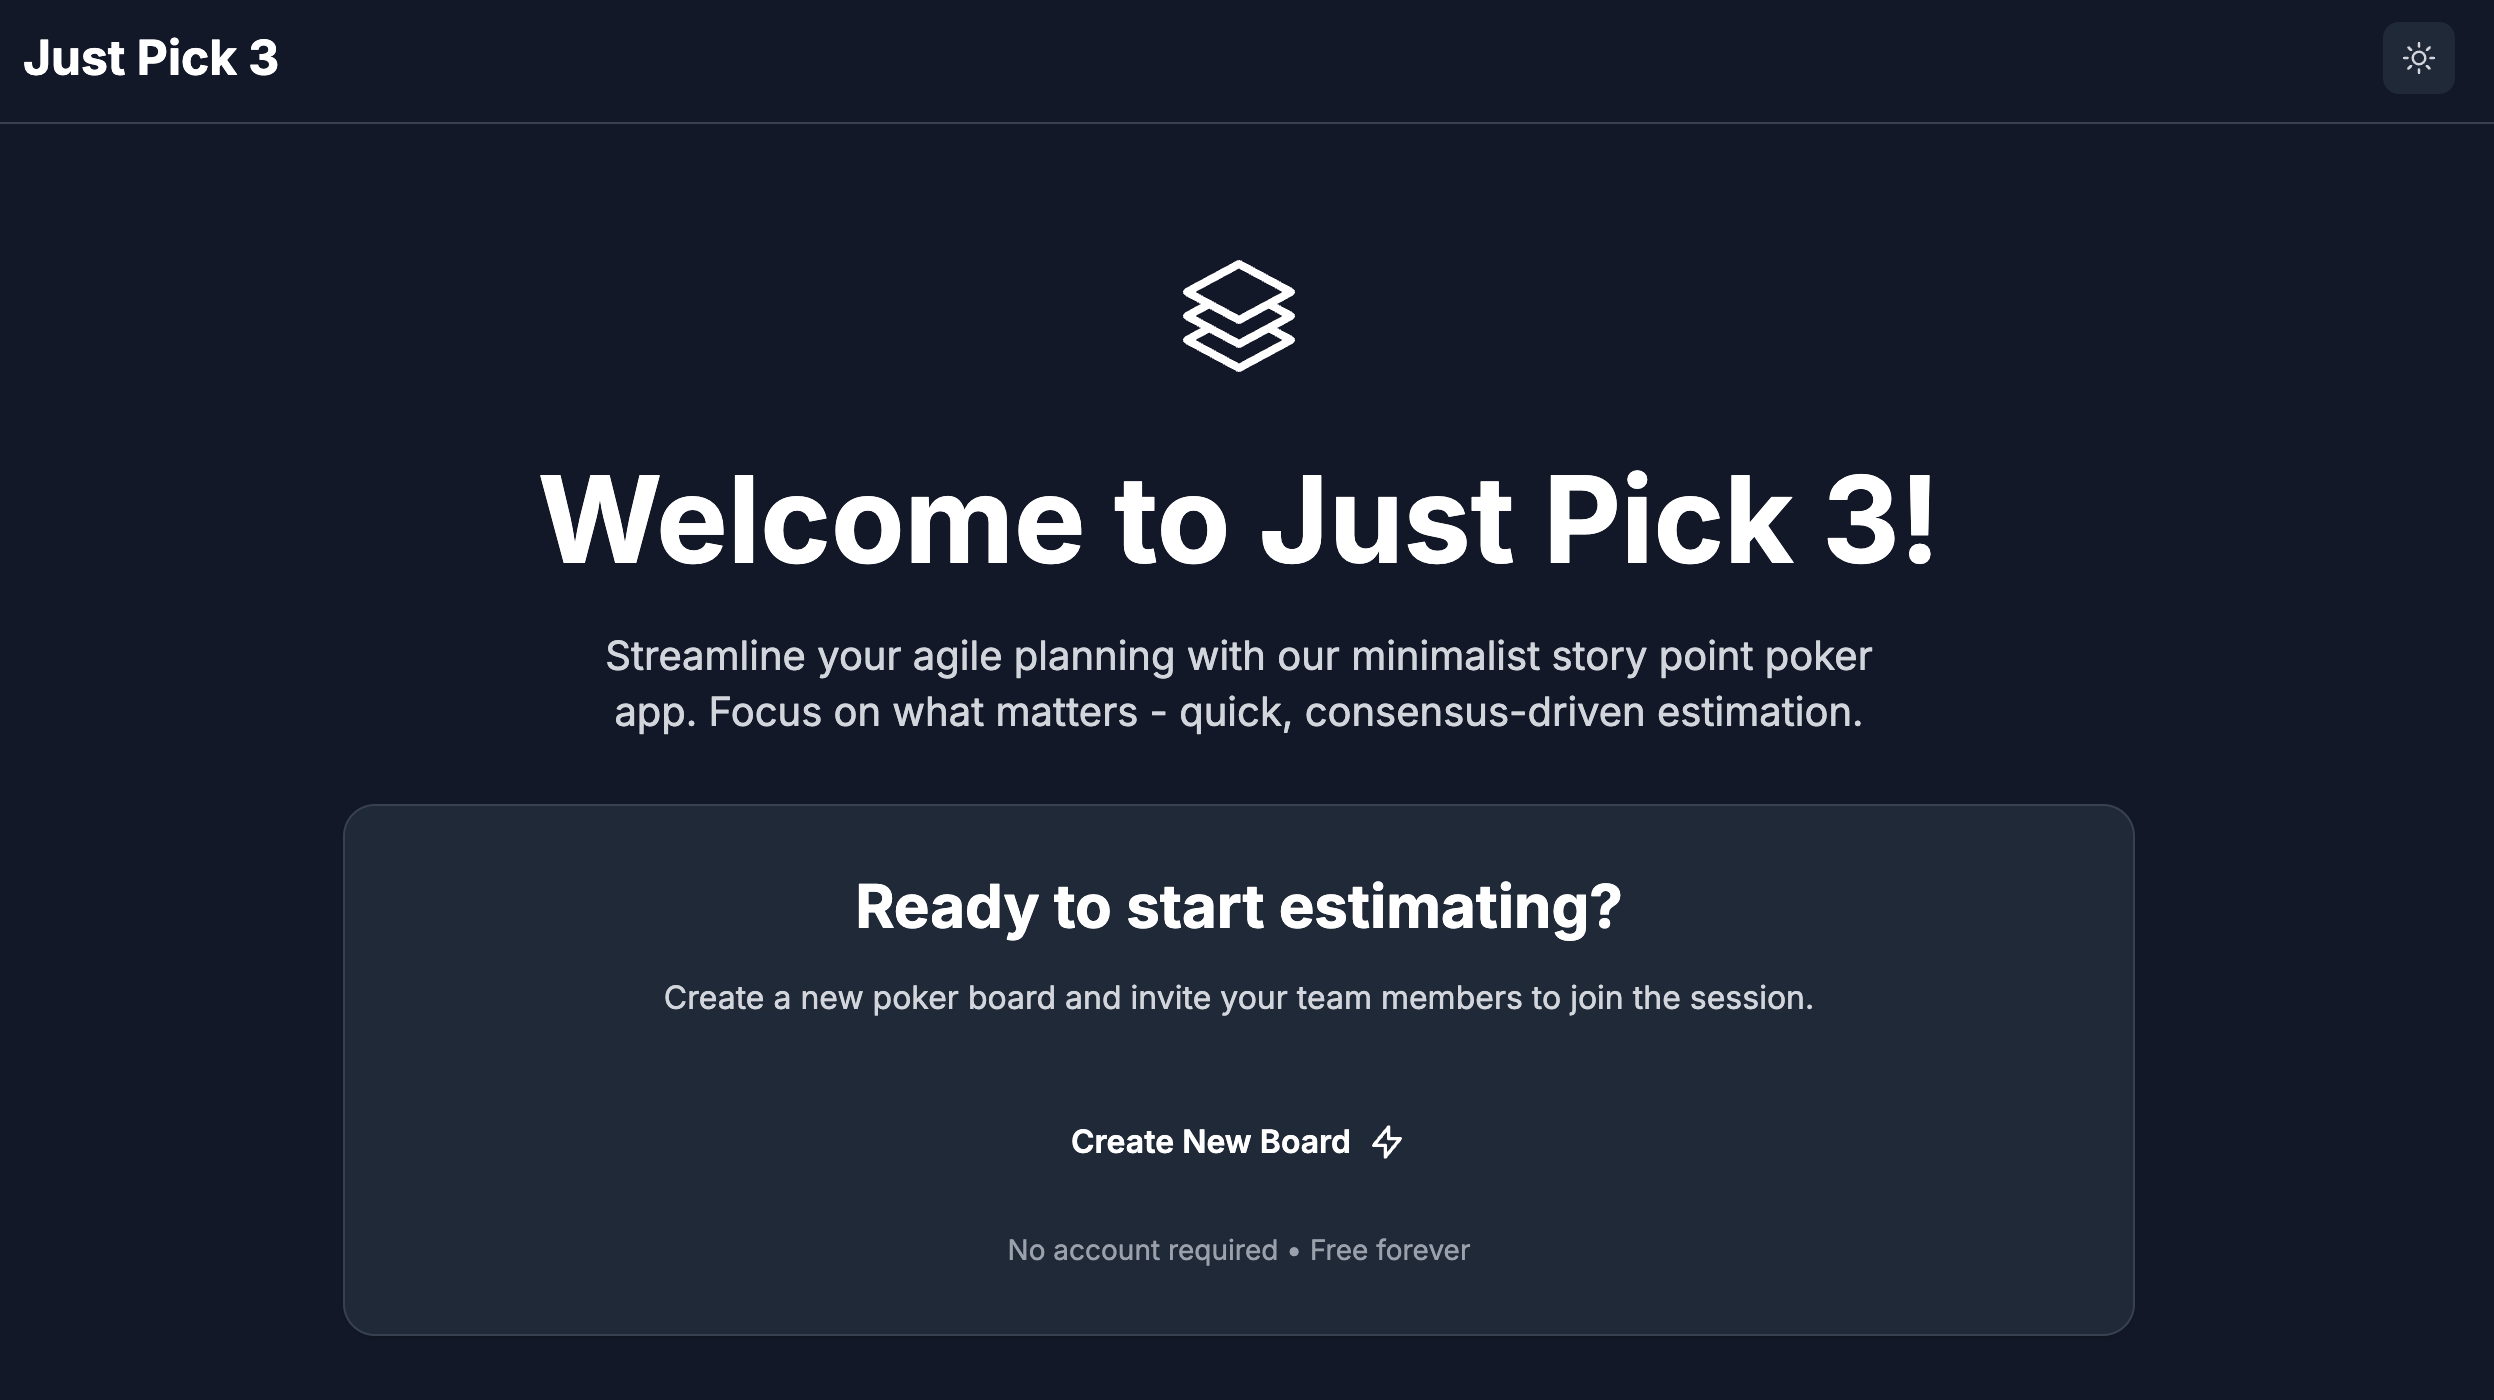 Just Pick 3
Welcome to Just Pick 3!
Streamline your agile planning with our minimalist story point poker
app. Focus on what matters - quick, consensus-driven estimation.
Ready to start estimating?
Create a new poker board and invite your team members to join the session.
Create New Board
No account required • Free forever